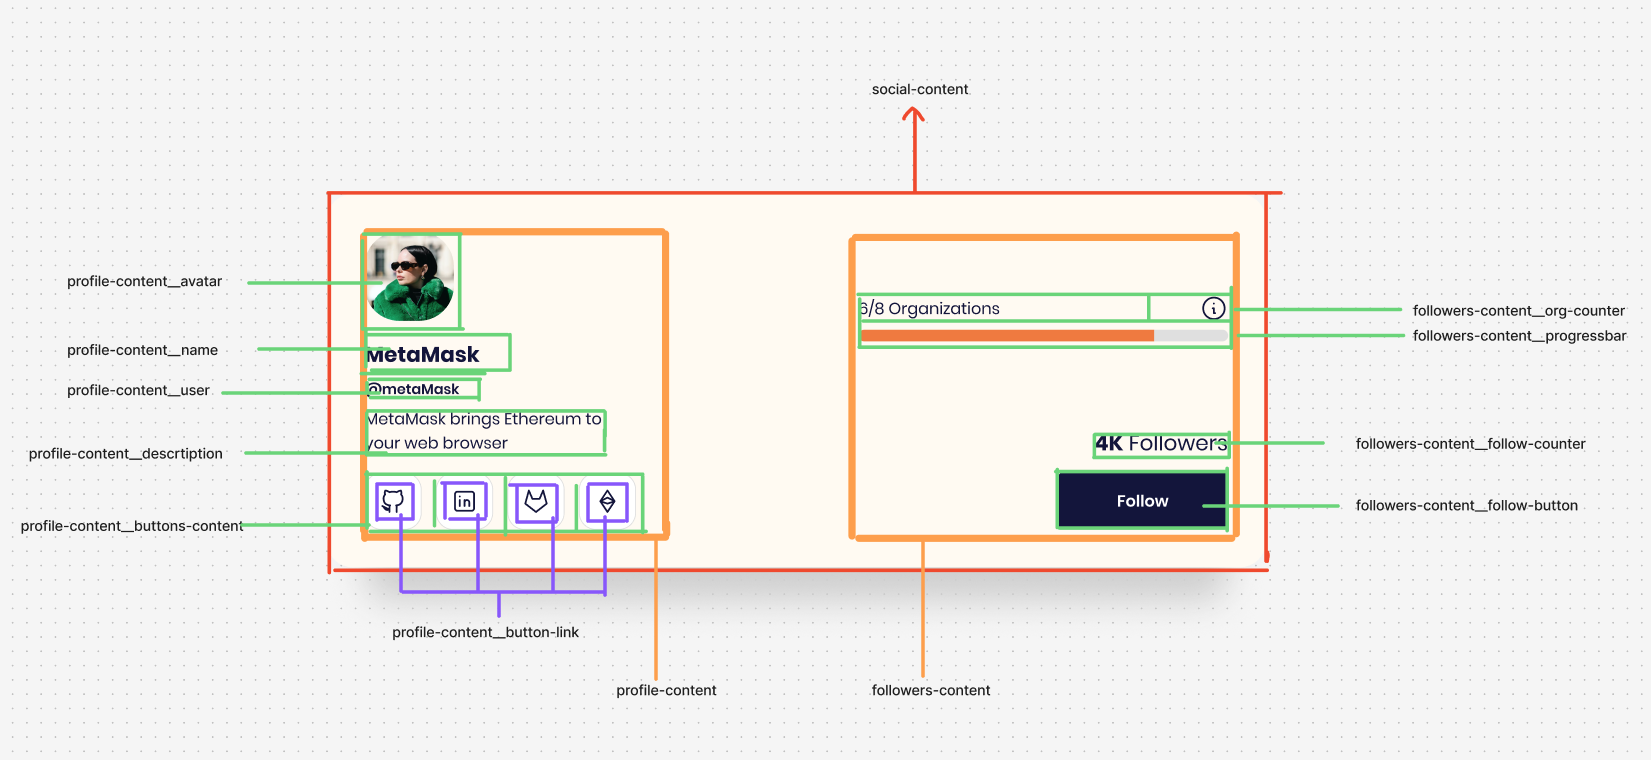 social-content
profile-content__avatar
profile-content__name
profile-content__user
profile-content__descrtiption
profile-content__buttons-content
MetaMask
@metaMask
MetaMask brings Ethereum to
your web browser
in
profile-content__button-link
profile-content
6/8 Organizations
i
4K Followers
Follow
followers-content
followers-content__org-counter
followers-content__progressbar
followers-content__follow-counter
followers-content__follow-button